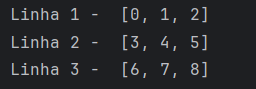 Linha 1 -  [0, 1, 2]
Linha 2 -  [3, 4, 5]
Linha 3 -  [6, 7, 8]